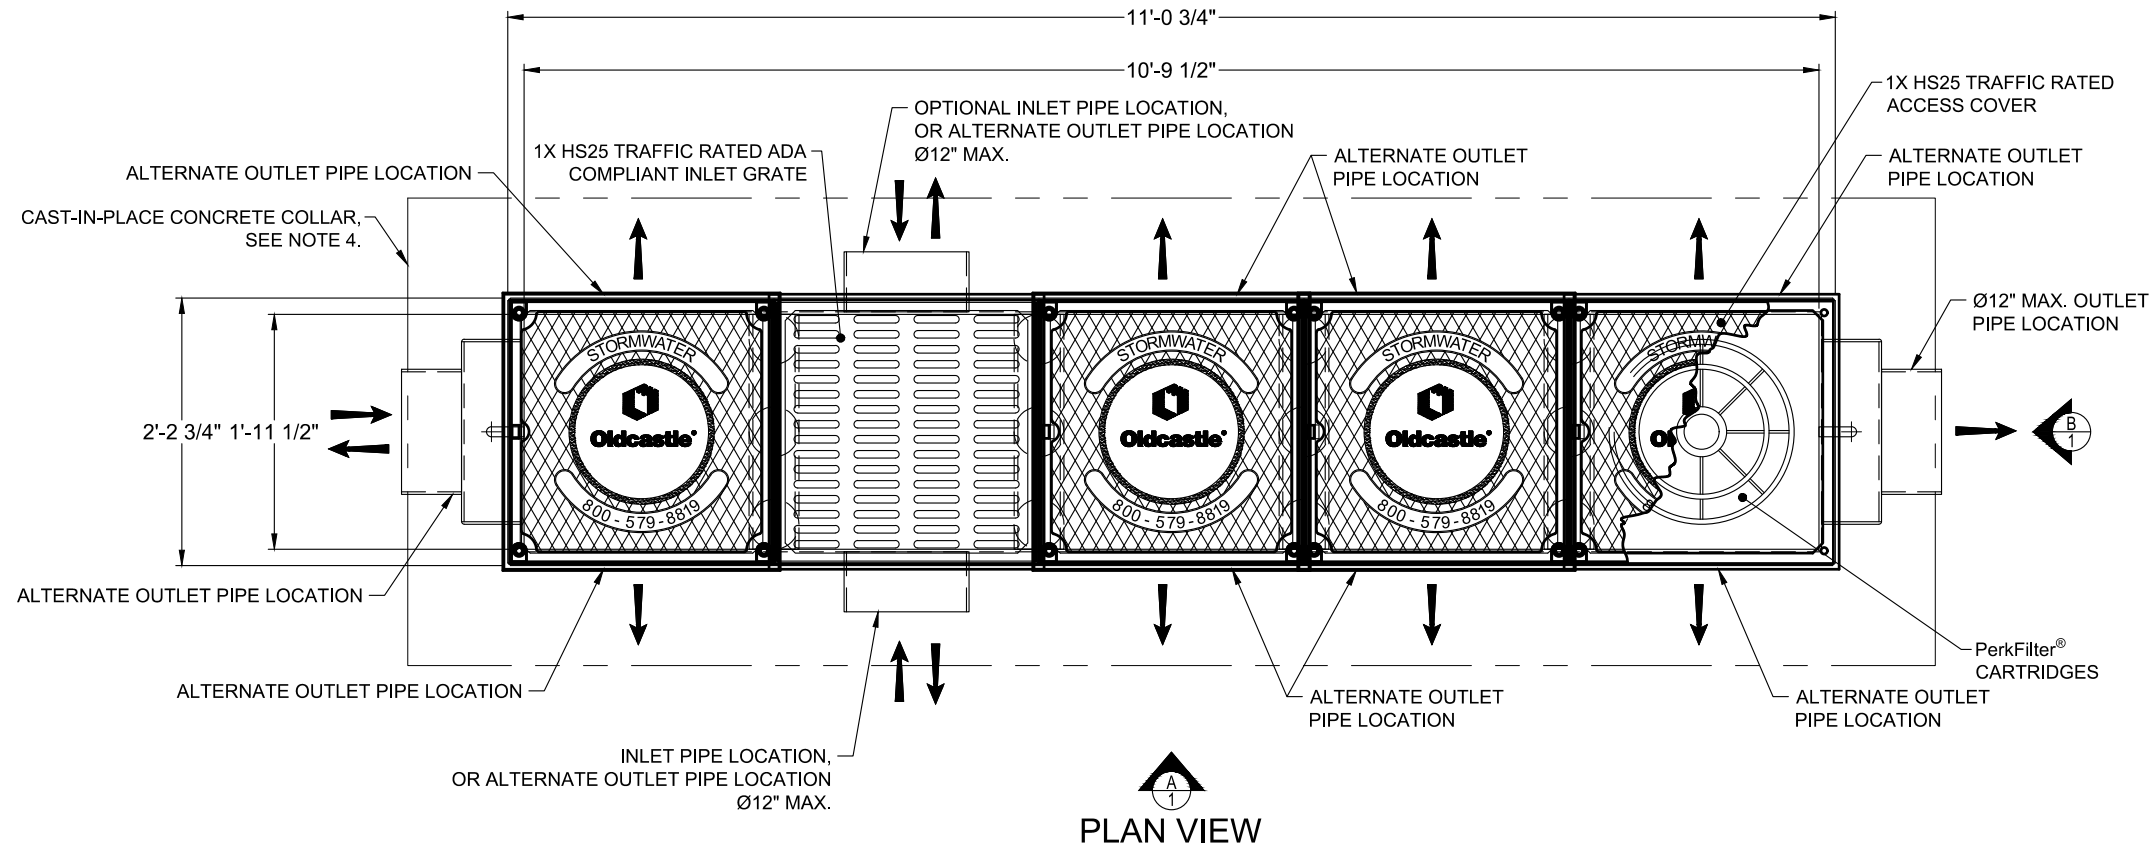 11'-0 3/4"
10'-9 1/2"
1X HS25 TRAFFIC RATED
ACCESS COVER
OPTIONAL INLET PIPE LOCATION,
OR ALTERNATE OUTLET PIPE LOCATION
Ø12" MAX.
1X HS25 TRAFFIC RATED ADA
COMPLIANT INLET GRATE
ALTERNATE OUTLET
PIPE LOCATION
ALTERNATE OUTLET
PIPE LOCATION
ALTERNATE OUTLET PIPE LOCATION
CAST-IN-PLACE CONCRETE COLLAR,
SEE NOTE 4.
Ø12" MAX. OUTLET
PIPE LOCATION
STORMWATER
Oldcastle®
800-579-8819
STORMWATER
Oldcastle®
800-579-8819
STORMWATER
Oldcastle®
800-579-8819
STORMW
Ol
8
2'-2 3/4"
1'-11 1/2"
B
1
ALTERNATE OUTLET PIPE LOCATION
PerkFilter®
CARTRIDGES
ALTERNATE OUTLET PIPE LOCATION
ALTERNATE OUTLET
PIPE LOCATION
ALTERNATE OUTLET
PIPE LOCATION
INLET PIPE LOCATION,
OR ALTERNATE OUTLET PIPE LOCATION
Ø12" MAX.
A
1
PLAN VIEW